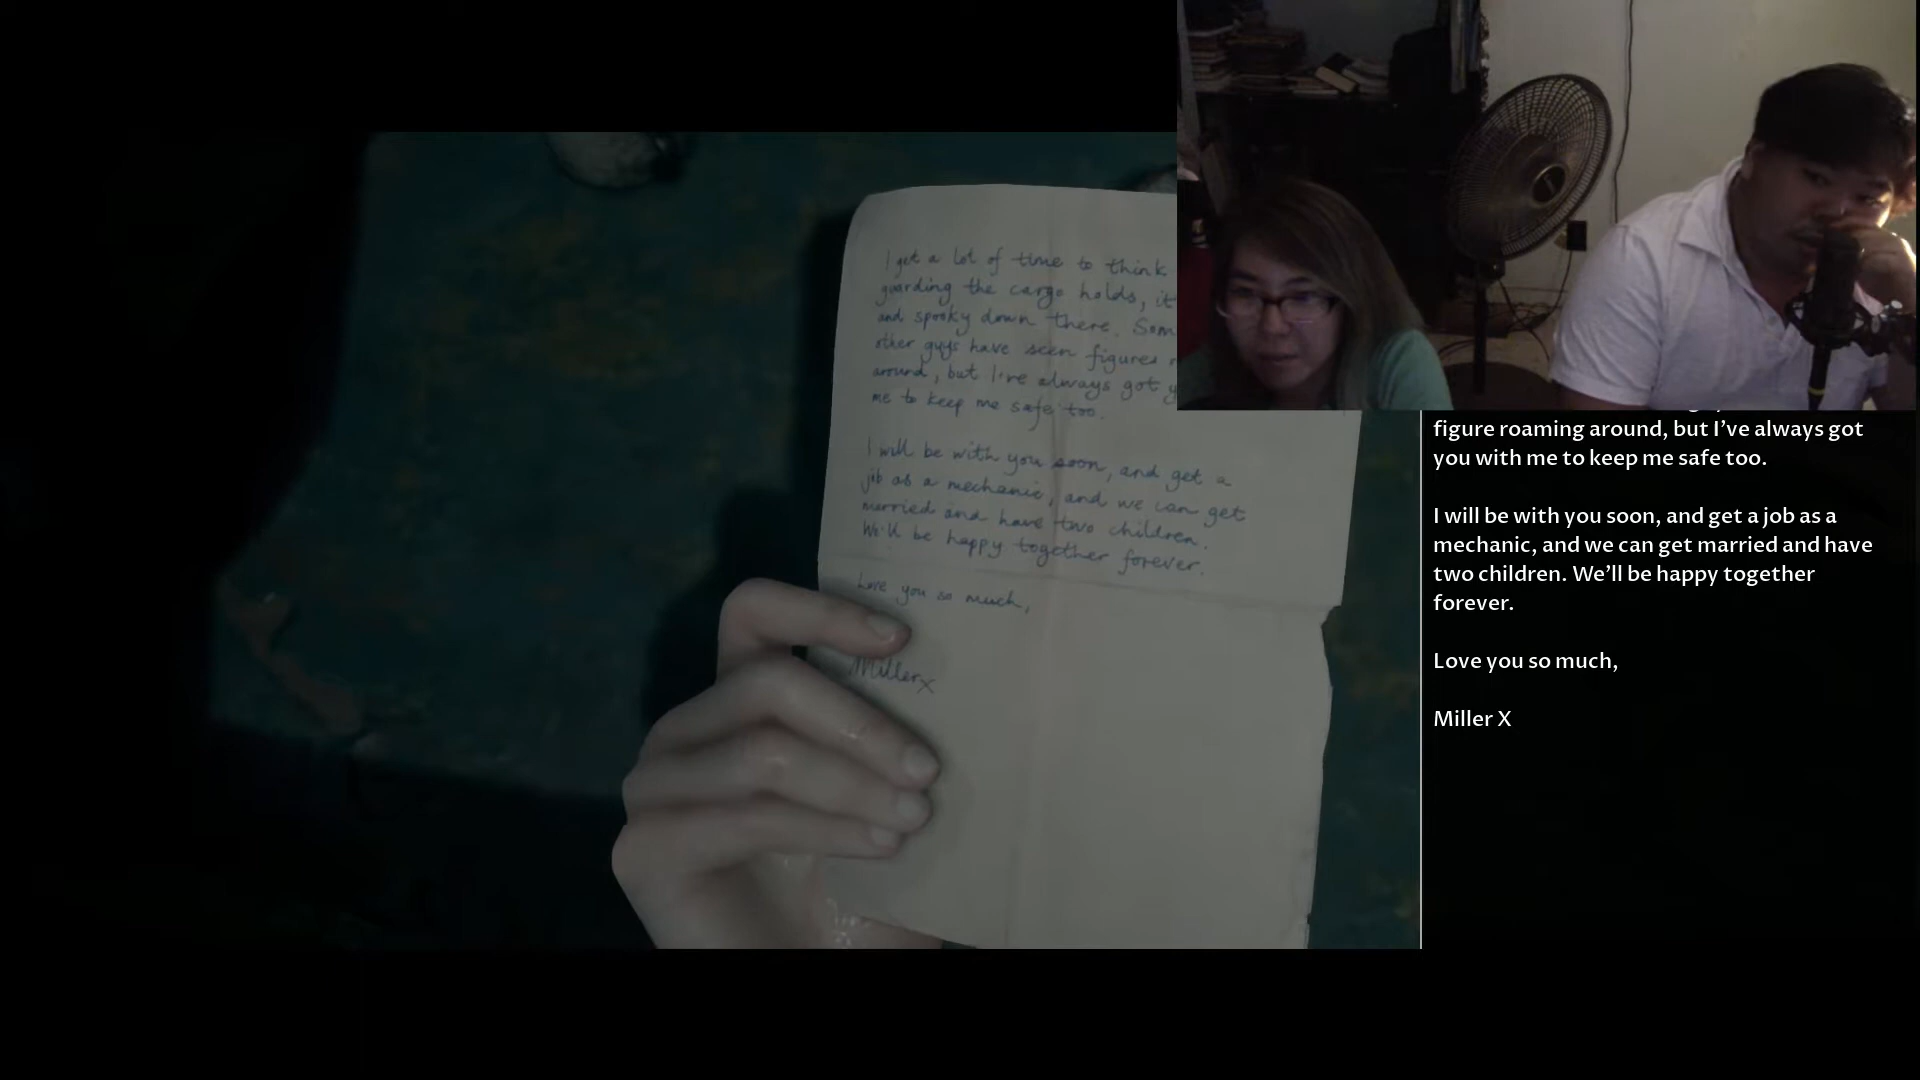 I get a lot of time to think
guarding the cargo holds, it
and spooky down there. Som
other guys have seen figures
around, but I've always got
me to keep me safe too.
I will be with you soon, and get a
job as a mechanic, and we can get
married and have two children.
We'll be happy together forever.
Love you so much,
Miller x
figure roaming around, but I've always got
you with me to keep me safe too.
I will be with you soon, and get a job as a
mechanic, and we can get married and have
two children. We'll be happy together
forever.
Love you so much,
Miller X